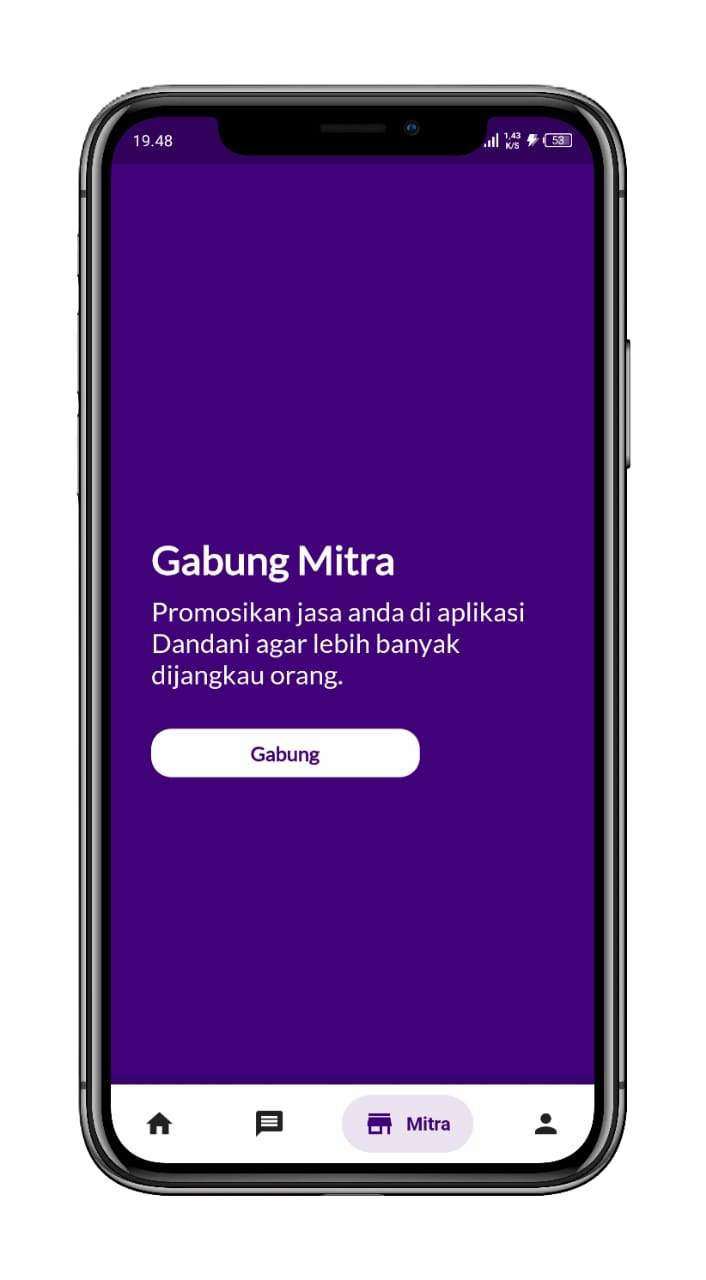 19.48
1,43
K/S
53
Gabung Mitra
Promosikan jasa anda di aplikasi
Dandani agar lebih banyak
dijangkau orang.
Gabung
Mitra